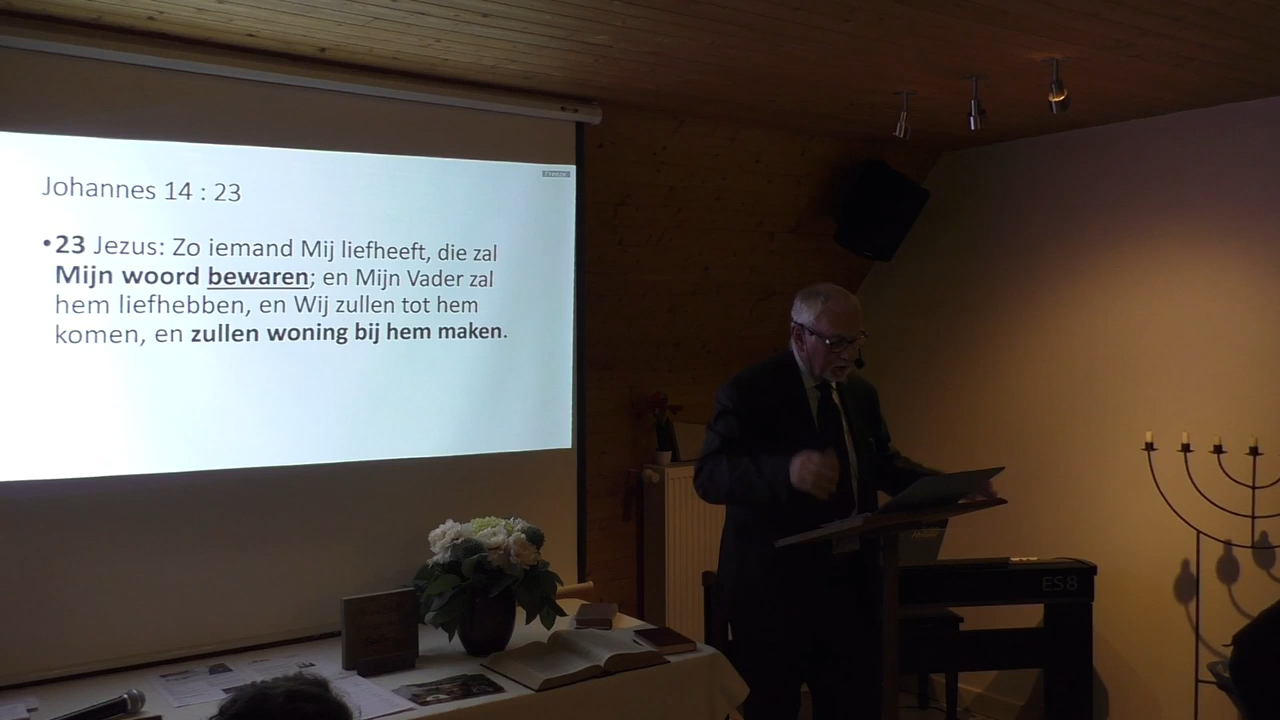 Johannes 14 : 23
•23 Jezus: Zo iemand Mij liefheeft, die zal
Mijn woord bewaren; en Mijn Vader zal
hem liefhebben, en Wij zullen tot hem
komen, en zullen woning bij hem maken.
ES8